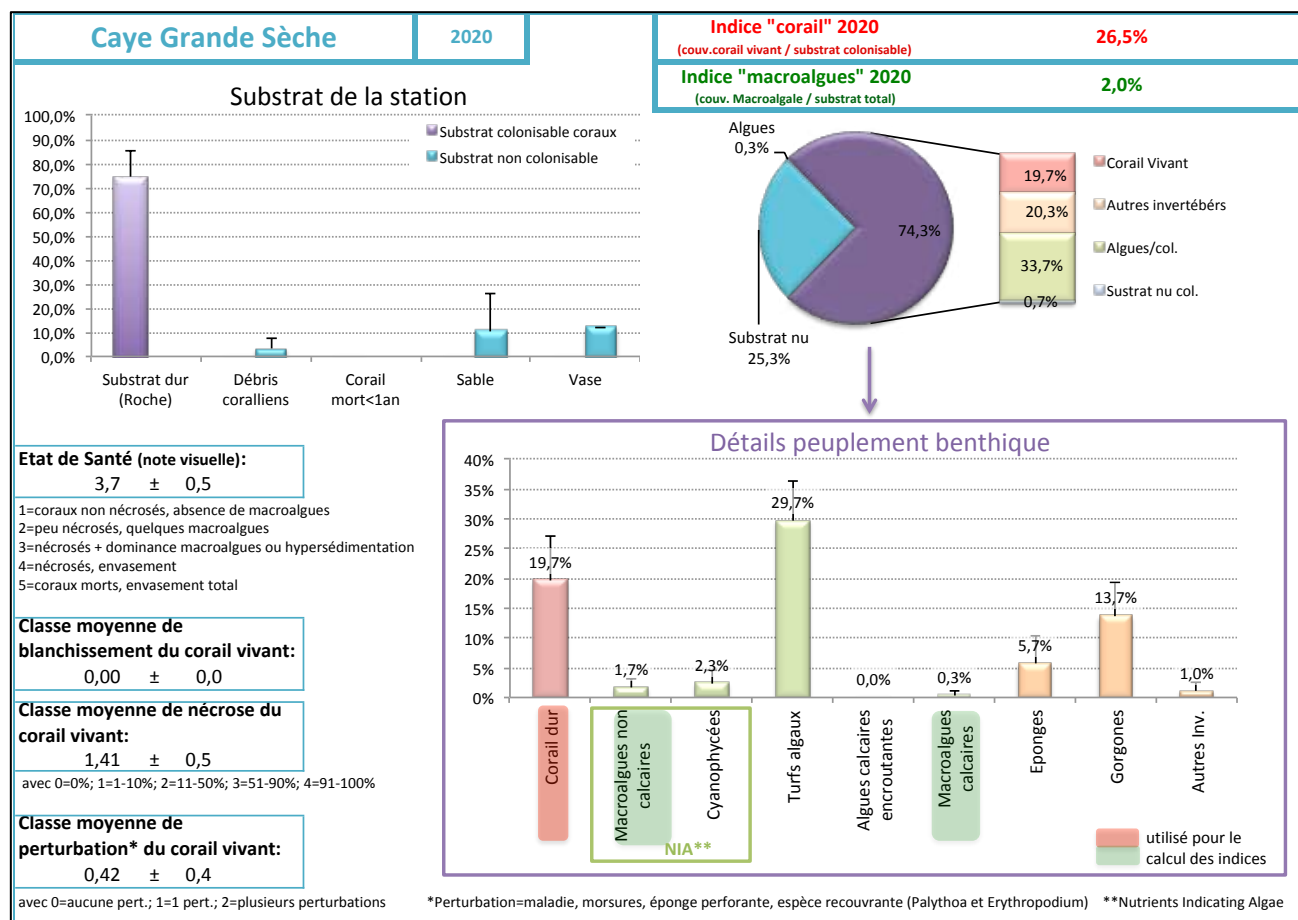 Caye Grande Sèche
2020
Indice "corail" 2020
(couv.corail vivant / substrat colonisable)
26,5%
Indice "macroalgues" 2020
(couv. Macroalgale / substrat total)
2,0%
Substrat de la station
100,0%
90,0%
80,0%
70,0%
60,0%
50,0%
40,0%
30,0%
20,0%
10,0%
0,0%
Substrat colonisable coraux
Substrat non colonisable
Substrat dur
(Roche)
Débris
coralliens
Corail
mort<1an
Sable
Vase
Algues
0,3%
74,3%
Substrat nu
25,3%
19,7%
20,3%
33,7%
0,7%
Corail Vivant
Autres invertébérs
Algues/col.
Sustrat nu col.
Etat de Santé (note visuelle):
3,7 ± 0,5
1=coraux non nécrosés, absence de macroalgues
2=peu nécrosés, quelques macroalgues
3=nécrosés + dominance macroalgues ou hypersédimentation
4=nécrosés, envasement
5=coraux morts, envasement total
Classe moyenne de
blanchissement du corail vivant:
0,00 ± 0,0
Classe moyenne de nécrose du
corail vivant:
1,41 ± 0,5
avec 0=0%; 1=1-10%; 2=11-50%; 3=51-90%; 4=91-100%
Classe moyenne de
perturbation* du corail vivant:
0,42 ± 0,4
avec 0=aucune pert.; 1=1 pert.; 2=plusieurs perturbations
Détails peuplement benthique
40%
35%
30%
25%
20%
15%
10%
5%
0%
19,7%
1,7%
2,3%
29,7%
0,0%
0,3%
5,7%
13,7%
1,0%
Corail dur
Macroalgues non
calcaires
Cyanophycées
Turfs algaux
Algues calcaires
encroutantes
Macroalgues
calcaires
Eponges
Gorgones
Autres Inv.
NIA**
utilisé pour le
calcul des indices
*Perturbation=maladie, morsures, éponge perforante, espèce recouvrante (Palythoa et Erythropodium) **Nutrients Indicating Algae